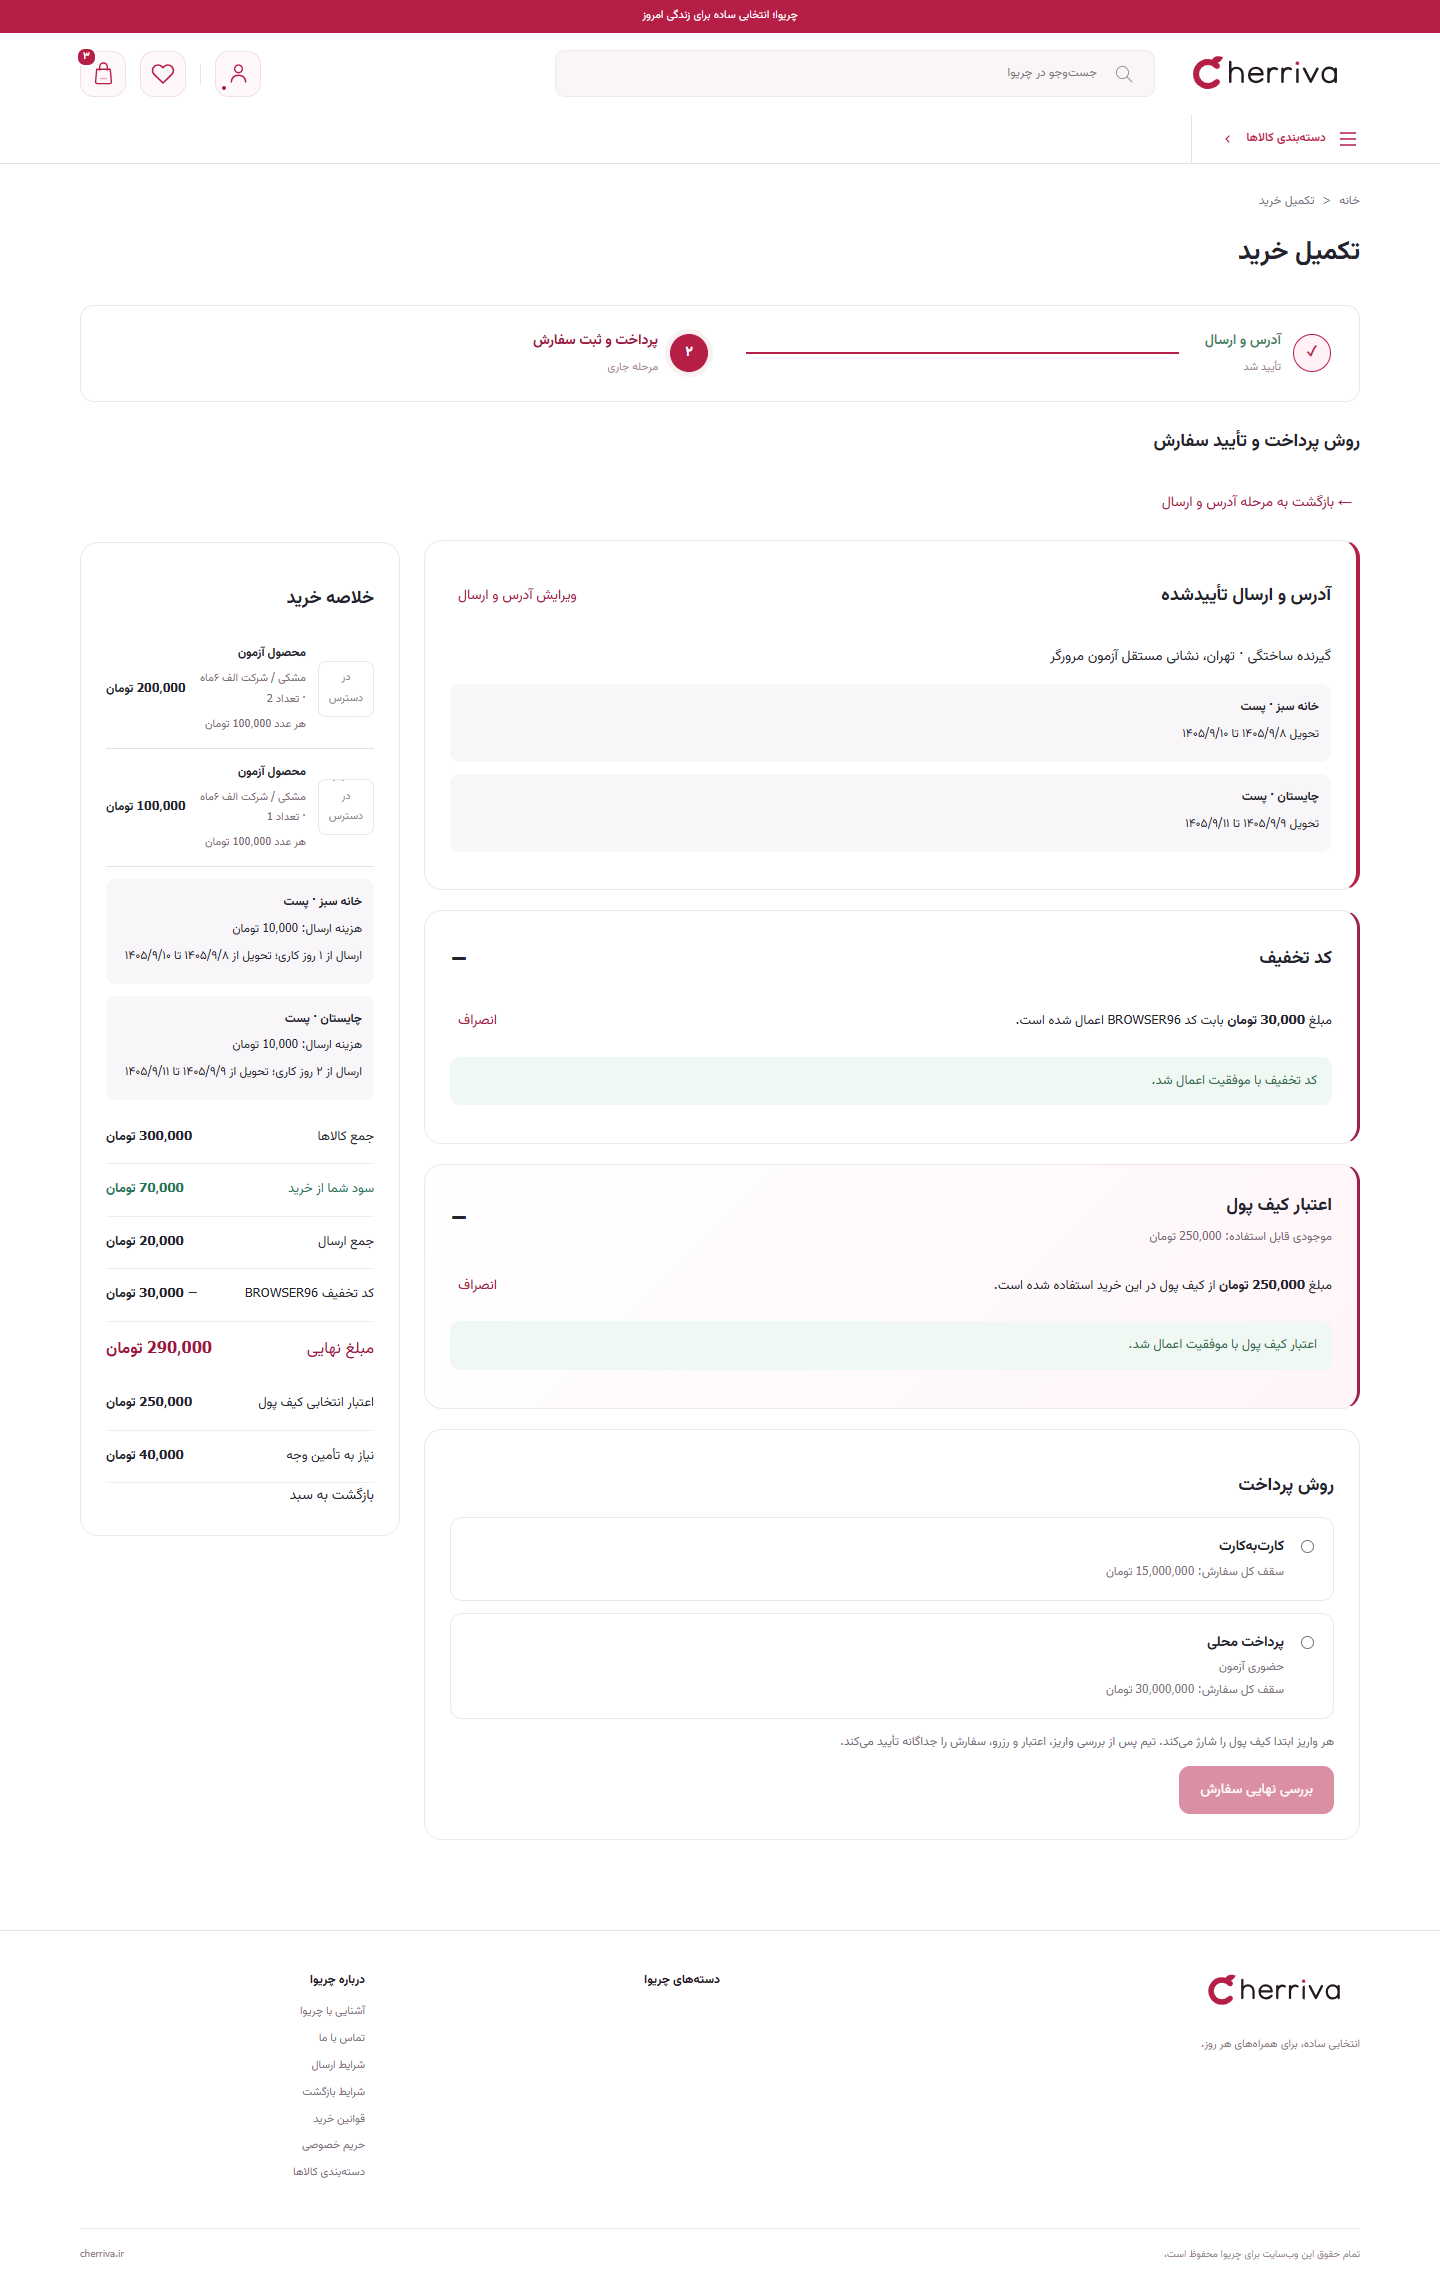 چریوا؛ انتخابی ساده برای زندگی امروز
Cherriva
جست‌وجو در چریوا
۳
دسته‌بندی کالاها
خانه > تکمیل خرید
تکمیل خرید
✓ آدرس و ارسال
تأیید شد
۲ پرداخت و ثبت سفارش
مرحله جاری
روش پرداخت و تأیید سفارش
← بازگشت به مرحله آدرس و ارسال
آدرس و ارسال تأییدشده
ویرایش آدرس و ارسال
گیرنده ساختگی · تهران، نشانی مستقل آزمون مرورگر
خانه سبز · پست
تحویل ۱۴۰۵/۹/۸ تا ۱۴۰۵/۹/۱۰
چایستان · پست
تحویل ۱۴۰۵/۹/۹ تا ۱۴۰۵/۹/۱۱
کد تخفیف
مبلغ 30,000 تومان بابت کد BROWSER96 اعمال شده است.
انصراف
کد تخفیف با موفقیت اعمال شد.
اعتبار کیف پول
موجودی قابل استفاده: 250,000 تومان
مبلغ 250,000 تومان از کیف پول در این خرید استفاده شده است.
انصراف
اعتبار کیف پول با موفقیت اعمال شد.
روش پرداخت
کارت‌به‌کارت
سقف کل سفارش: 15,000,000 تومان
پرداخت محلی
حضوری آزمون
سقف کل سفارش: 30,000,000 تومان
هر واریز ابتدا کیف پول را شارژ می‌کند. تیم پس از بررسی واریز، اعتبار و رزرو، سفارش را جداگانه تأیید می‌کند.
بررسی نهایی سفارش
خلاصه خرید
در
دسترس
محصول آزمون
مشکی / شرکت الف ۶ماه
· تعداد 2
هر عدد 100,000 تومان
200,000 تومان
در
دسترس
محصول آزمون
مشکی / شرکت الف ۶ماه
· تعداد 1
هر عدد 100,000 تومان
100,000 تومان
خانه سبز · پست
هزینه ارسال: 10,000 تومان
ارسال از ۱ روز کاری؛ تحویل از ۱۴۰۵/۹/۸ تا ۱۴۰۵/۹/۱۰
چایستان · پست
هزینه ارسال: 10,000 تومان
ارسال از ۲ روز کاری؛ تحویل از ۱۴۰۵/۹/۹ تا ۱۴۰۵/۹/۱۱
جمع کالاها 300,000 تومان
سود شما از خرید 70,000 تومان
جمع ارسال 20,000 تومان
کد تخفیف BROWSER96 − 30,000 تومان
مبلغ نهایی 290,000 تومان
اعتبار انتخابی کیف پول 250,000 تومان
نیاز به تأمین وجه 40,000 تومان
بازگشت به سبد
Cherriva
انتخابی ساده، برای همراه‌های هر روز.
دسته‌های چریوا
درباره چریوا
آشنایی با چریوا
تماس با ما
شرایط ارسال
شرایط بازگشت
قوانین خرید
حریم خصوصی
دسته‌بندی کالاها
تمام حقوق این وب‌سایت برای چریوا محفوظ است.
cherriva.ir